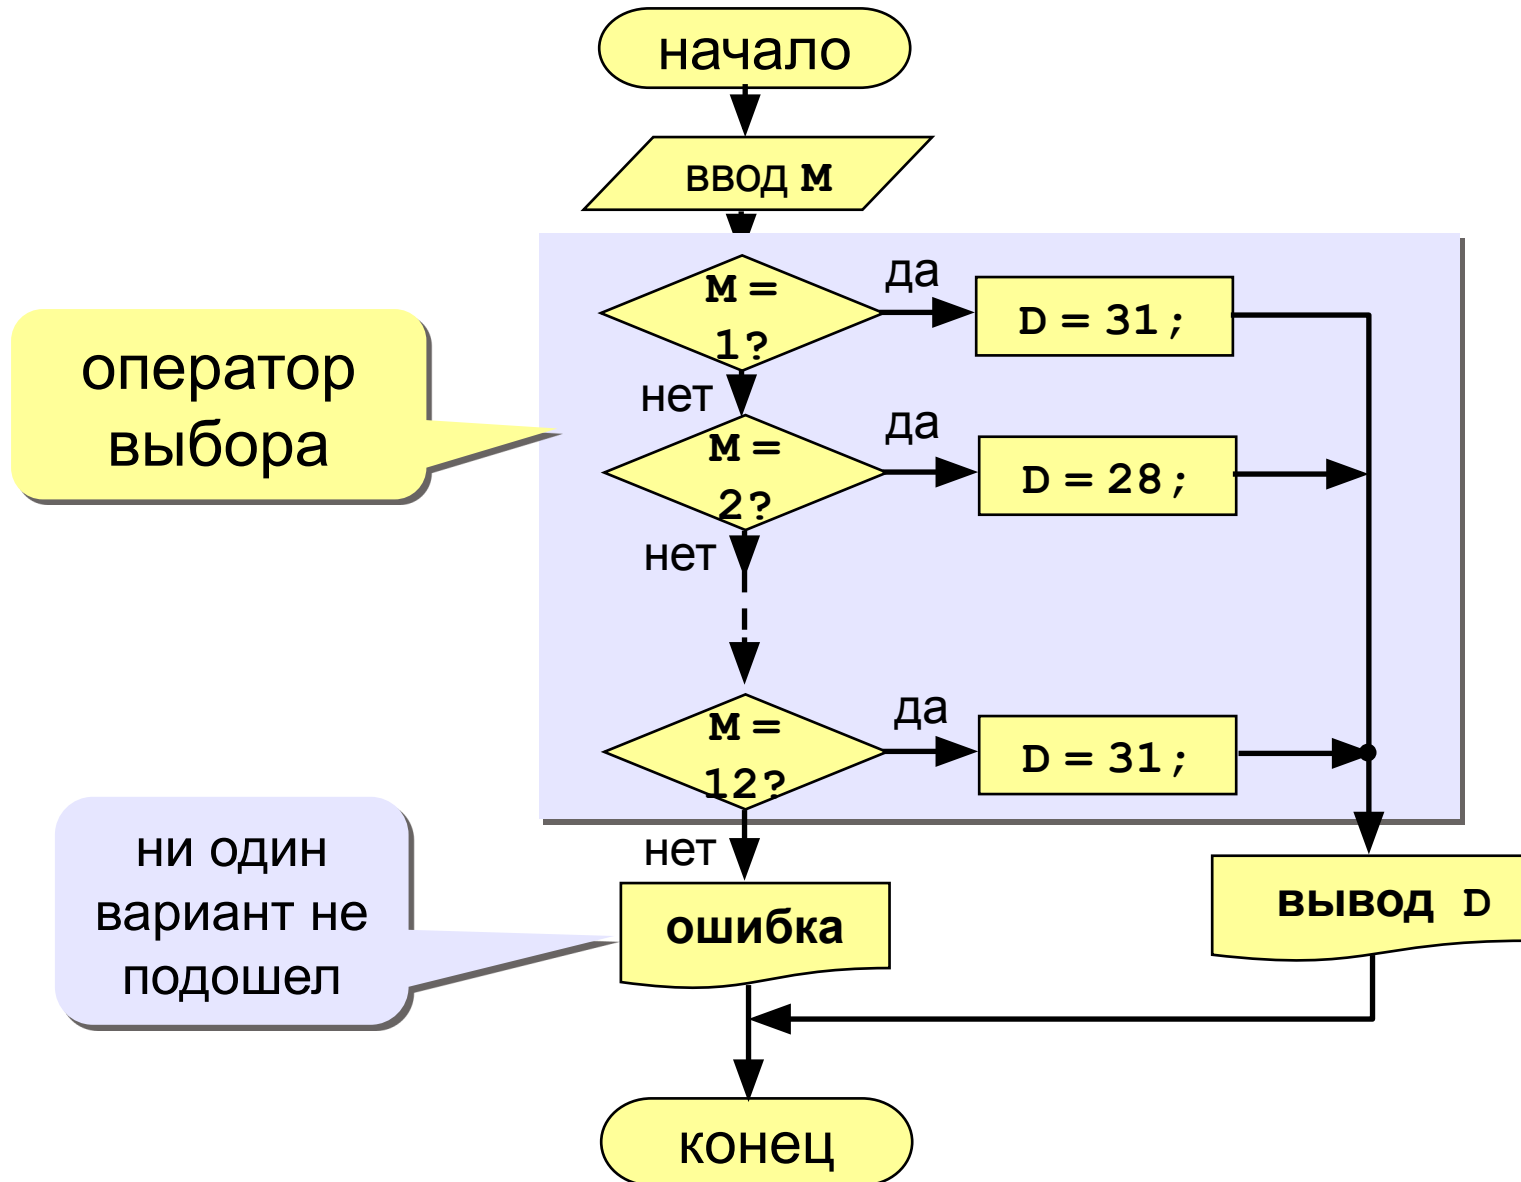 начало
ввод M
M =
1?
да
D = 31;
нет
оператор
выбора
M =
2?
да
D = 28;
нет
M =
12?
да
D = 31;
нет
ни один
вариант не
подошел
ошибка
вывод D
конец